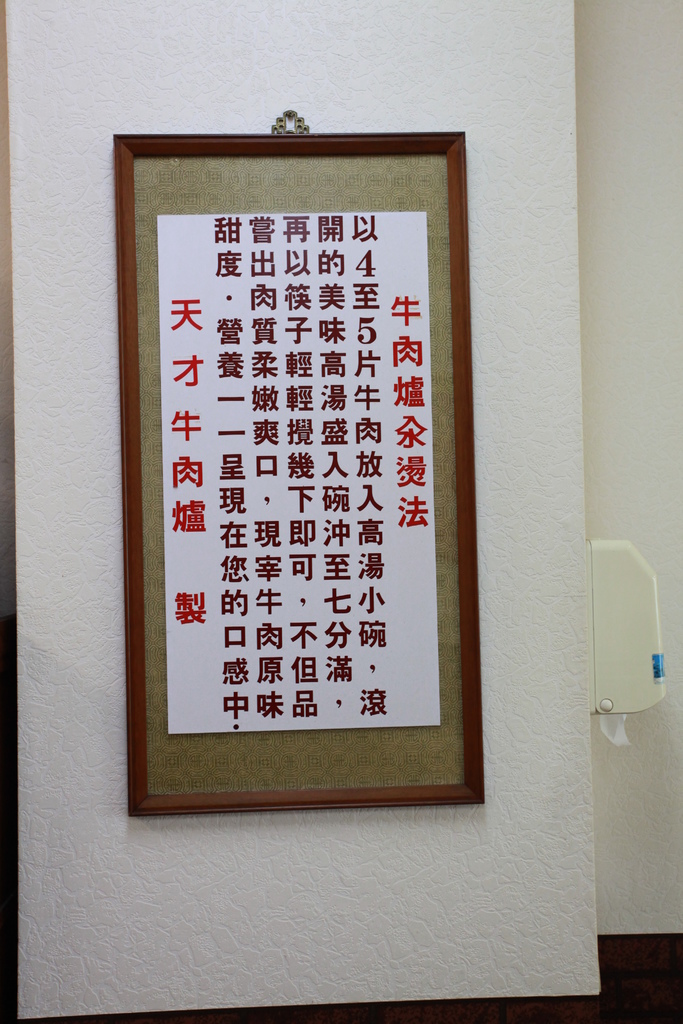 牛肉爐汆燙法
以4至5片牛肉放入高湯小碗，滾
開的美味高湯盛入碗沖至七分滿，
再以筷子輕輕攪幾下即可，不但品
嘗出肉質柔嫩爽口，現宰牛肉原味
甜度．營養一一呈現在您的口感中．
天才牛肉爐 製